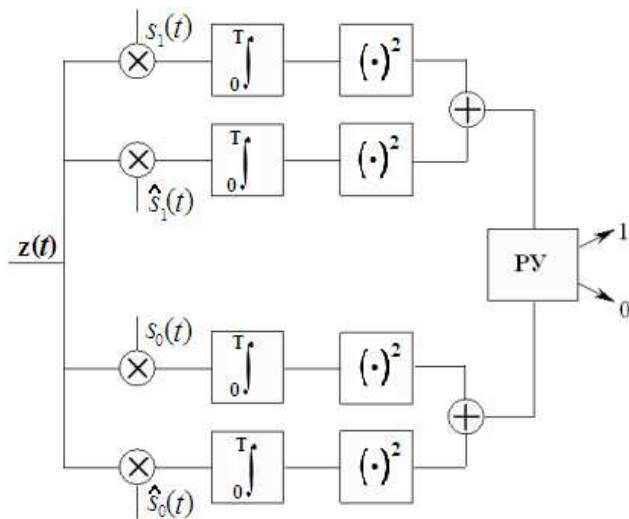 s₁(t)
T
∫
0
(·)²
T
∫
0
(·)²
ŝ₁(t)
z(t)
РУ
1
0
s₀(t)
T
∫
0
(·)²
T
∫
0
(·)²
ŝ₀(t)